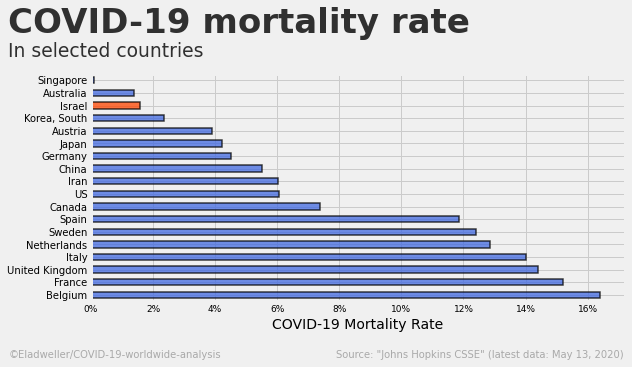 COVID-19 mortality rate
In selected countries
Singapore
Australia
Israel
Korea, South
Austria
Japan
Germany
China
Iran
US
Canada
Spain
Sweden
Netherlands
Italy
United Kingdom
France
Belgium
0% 2% 4% 6% 8% 10% 12% 14% 16%
COVID-19 Mortality Rate
©Eladweller/COVID-19-worldwide-analysis Source: "Johns Hopkins CSSE" (latest data: May 13, 2020)